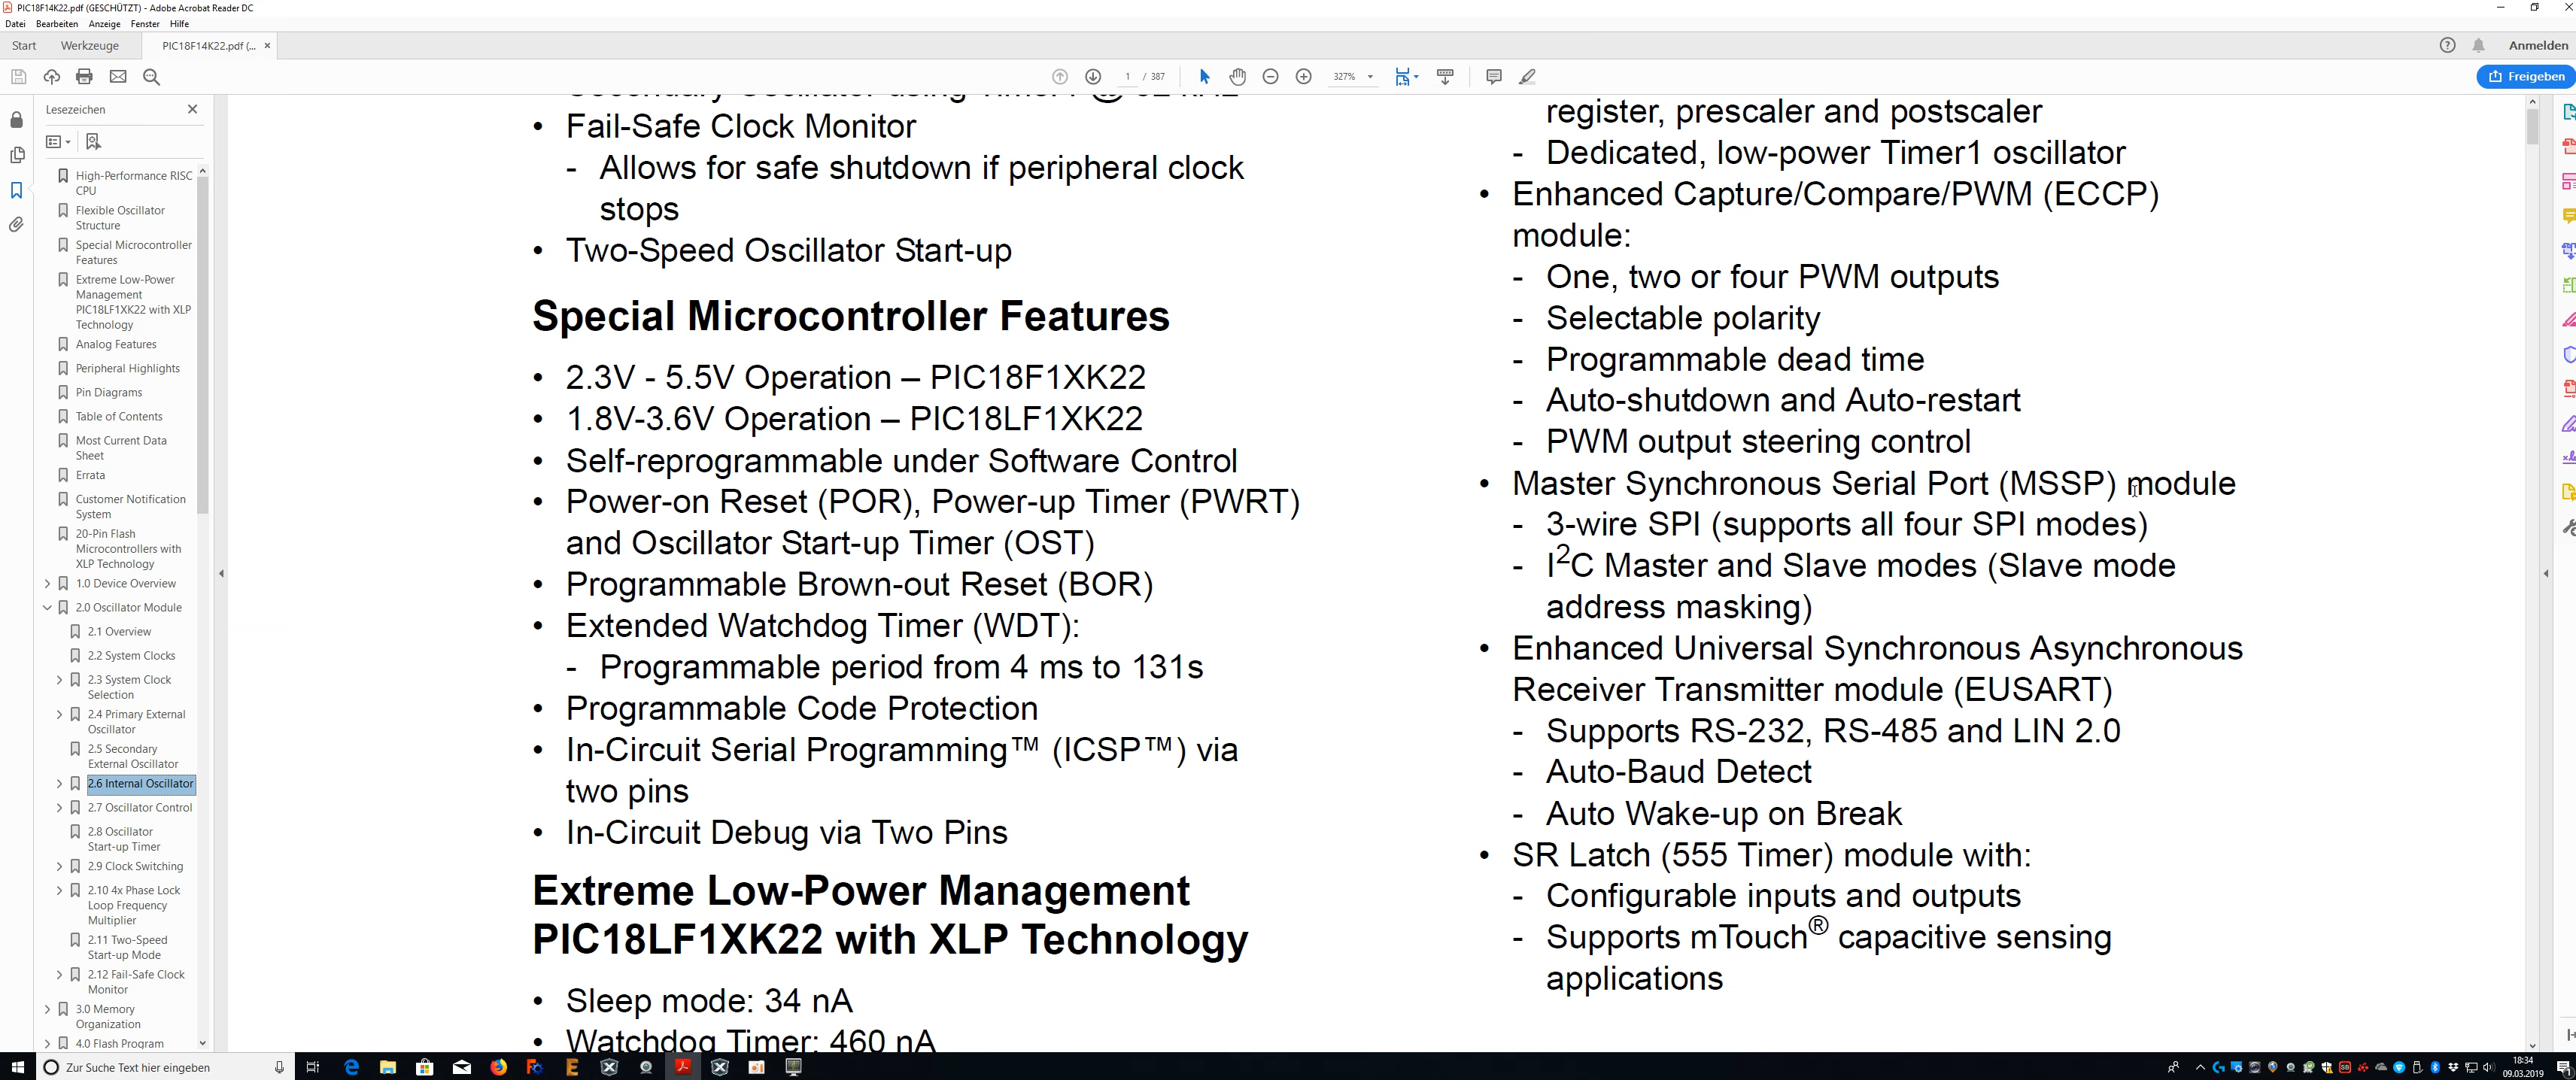 PIC18F14K22.pdf (GESCHÜTZT) - Adobe Acrobat Reader DC
Datei Bearbeiten Anzeige Fenster Hilfe
Start Werkzeuge PIC18F14K22.pdf (... × Anmelden
1 / 387 327% Freigeben
Lesezeichen
High-Performance RISC
CPU
Flexible Oscillator
Structure
Special Microcontroller
Features
Extreme Low-Power
Management
PIC18LF1XK22 with XLP
Technology
Analog Features
Peripheral Highlights
Pin Diagrams
Table of Contents
Most Current Data
Sheet
Errata
Customer Notification
System
20-Pin Flash
Microcontrollers with
XLP Technology
1.0 Device Overview
2.0 Oscillator Module
2.1 Overview
2.2 System Clocks
2.3 System Clock
Selection
2.4 Primary External
Oscillator
2.5 Secondary
External Oscillator
2.6 Internal Oscillator
2.7 Oscillator Control
2.8 Oscillator
Start-up Timer
2.9 Clock Switching
2.10 4x Phase Lock
Loop Frequency
Multiplier
2.11 Two-Speed
Start-up Mode
2.12 Fail-Safe Clock
Monitor
3.0 Memory
Organization
4.0 Flash Program
• Fail-Safe Clock Monitor
- Allows for safe shutdown if peripheral clock
stops
• Two-Speed Oscillator Start-up
Special Microcontroller Features
• 2.3V - 5.5V Operation – PIC18F1XK22
• 1.8V-3.6V Operation – PIC18LF1XK22
• Self-reprogrammable under Software Control
• Power-on Reset (POR), Power-up Timer (PWRT)
and Oscillator Start-up Timer (OST)
• Programmable Brown-out Reset (BOR)
• Extended Watchdog Timer (WDT):
- Programmable period from 4 ms to 131s
• Programmable Code Protection
• In-Circuit Serial Programming™ (ICSP™) via
two pins
• In-Circuit Debug via Two Pins
Extreme Low-Power Management
PIC18LF1XK22 with XLP Technology
• Sleep mode: 34 nA
• Watchdog Timer: 460 nA
register, prescaler and postscaler
- Dedicated, low-power Timer1 oscillator
• Enhanced Capture/Compare/PWM (ECCP)
module:
- One, two or four PWM outputs
- Selectable polarity
- Programmable dead time
- Auto-shutdown and Auto-restart
- PWM output steering control
• Master Synchronous Serial Port (MSSP) module
- 3-wire SPI (supports all four SPI modes)
- I²C Master and Slave modes (Slave mode
address masking)
• Enhanced Universal Synchronous Asynchronous
Receiver Transmitter module (EUSART)
- Supports RS-232, RS-485 and LIN 2.0
- Auto-Baud Detect
- Auto Wake-up on Break
• SR Latch (555 Timer) module with:
- Configurable inputs and outputs
- Supports mTouch® capacitive sensing
applications
Zur Suche Text hier eingeben
18:34
09.03.2019